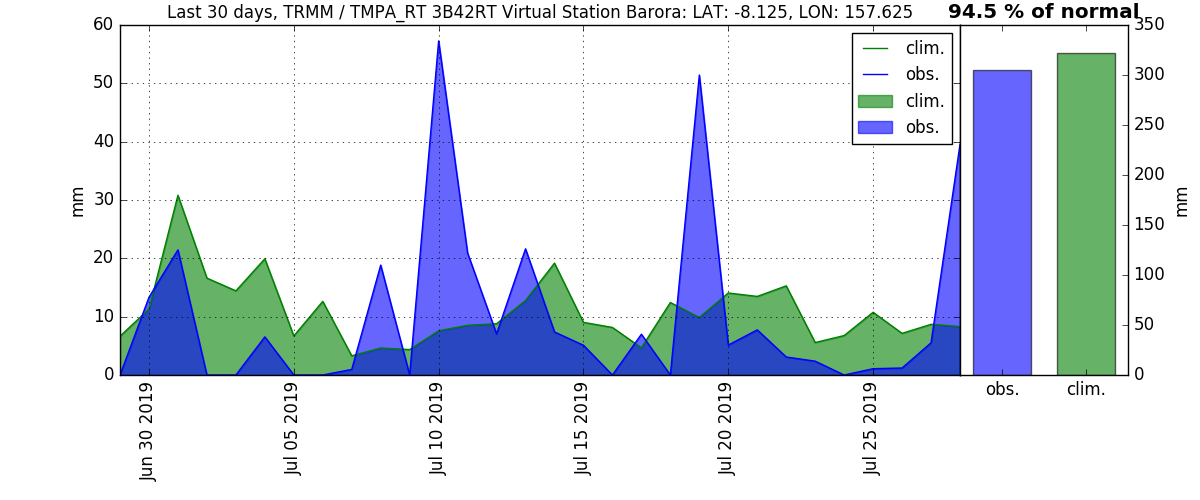 Last 30 days, TRMM / TMPA_RT 3B42RT Virtual Station Barora: LAT: -8.125, LON: 157.625
94.5 % of normal
60
50
40
30
20
10
0
mm
clim.
obs.
clim.
obs.
Jun 30 2019
Jul 05 2019
Jul 10 2019
Jul 15 2019
Jul 20 2019
Jul 25 2019
350
300
250
200
150
100
50
0
mm
obs.
clim.